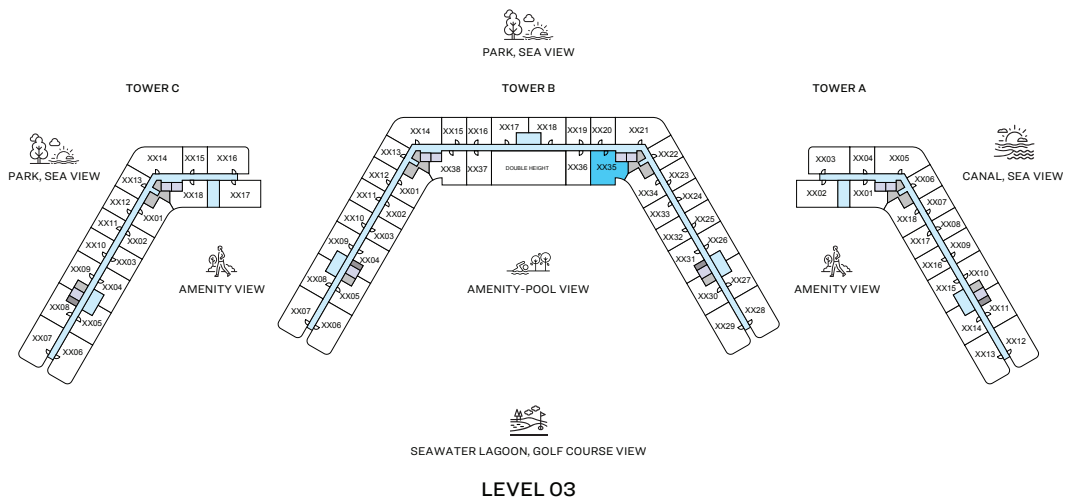 PARK, SEA VIEW
TOWER C
TOWER B
TOWER A
PARK, SEA VIEW
CANAL, SEA VIEW
XX14
XX15
XX16
XX13
XX12
XX11
XX10
XX09
XX08
XX07
XX06
XX05
XX04
XX03
XX02
XX01
XX18
XX17
XX14
XX15
XX16
XX17
XX18
XX19
XX20
XX21
XX13
XX12
XX11
XX10
XX09
XX08
XX07
XX06
XX05
XX04
XX03
XX02
XX01
XX38
XX37
DOUBLE HEIGHT
XX36
XX35
XX22
XX23
XX24
XX25
XX26
XX27
XX28
XX29
XX30
XX31
XX32
XX33
XX34
XX03
XX04
XX05
XX02
XX01
XX06
XX07
XX08
XX09
XX10
XX11
XX12
XX13
XX14
XX15
XX16
XX17
XX18
AMENITY VIEW
AMENITY-POOL VIEW
AMENITY VIEW
SEAWATER LAGOON, GOLF COURSE VIEW
LEVEL 03